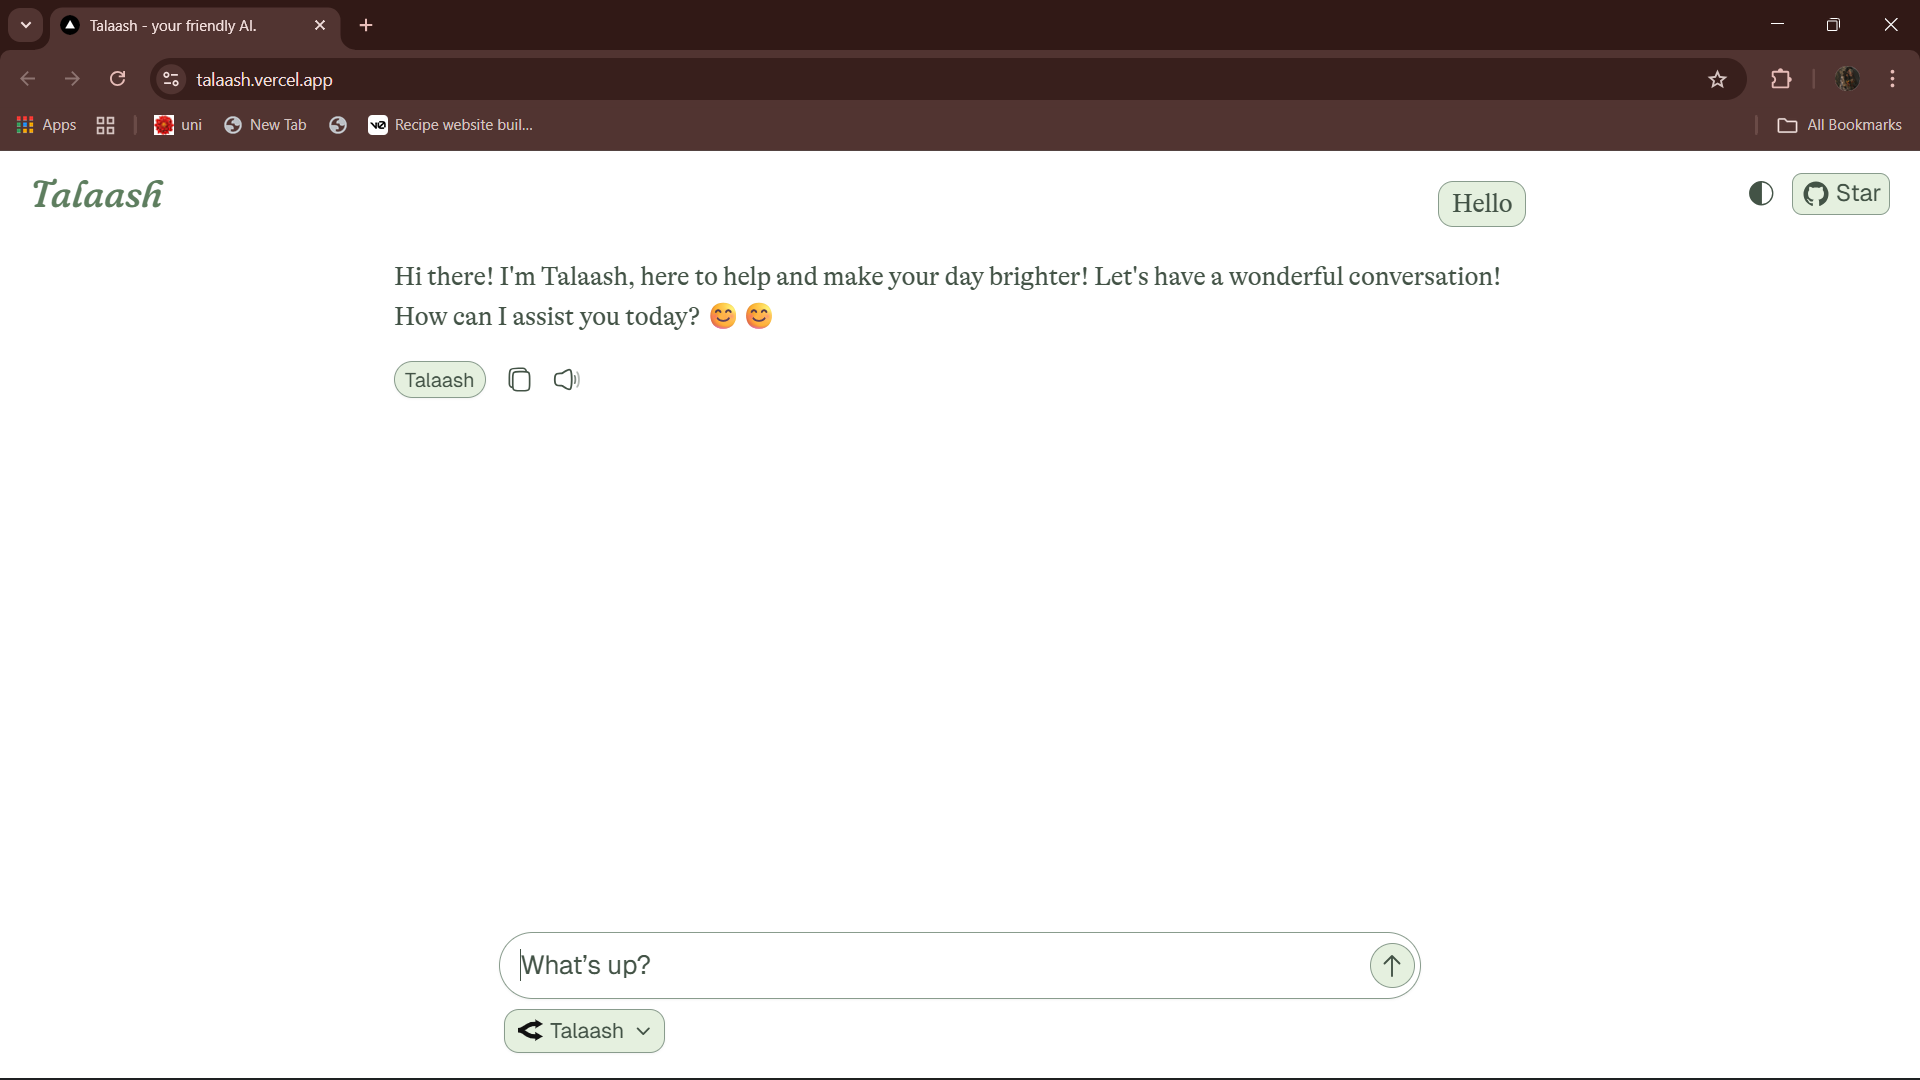 Talaash - your friendly AI.
talaash.vercel.app
Apps
uni
New Tab
Recipe website buil...
All Bookmarks
Talaash
Hello
Star
Hi there! I'm Talaash, here to help and make your day brighter! Let's have a wonderful conversation!
How can I assist you today? 😊 😊
Talaash
What’s up?
Talaash